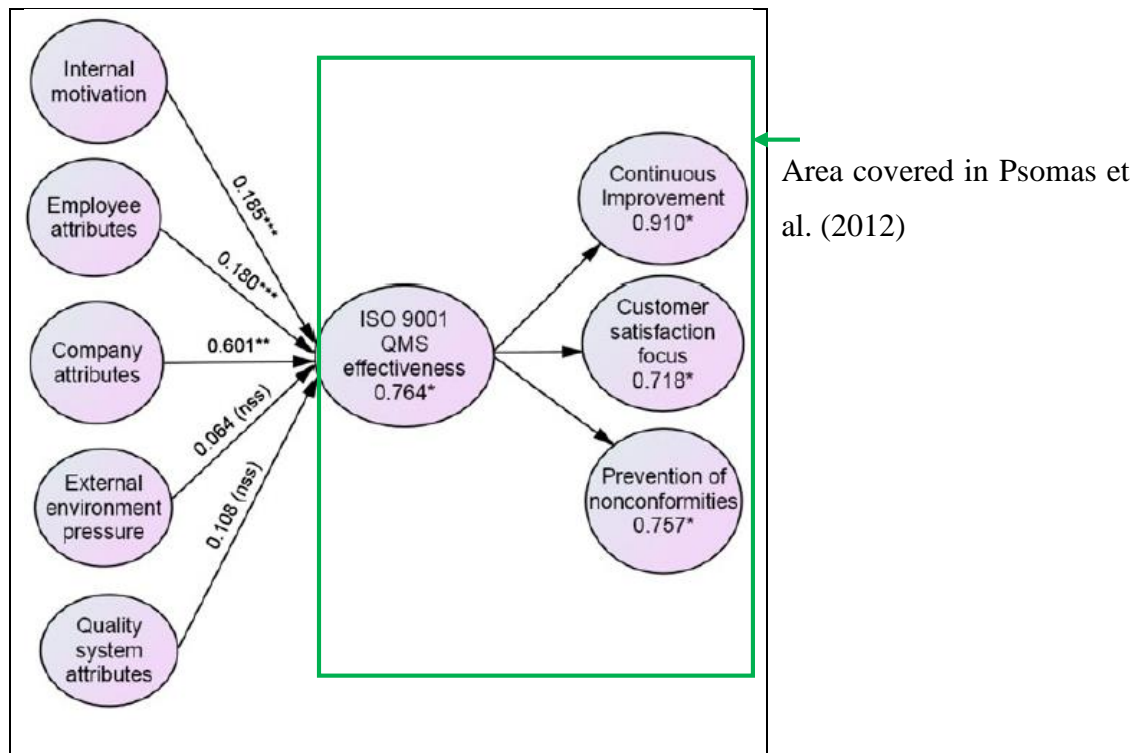 Internal
motivation
0.185***
Employee
attributes
0.180***
Company
attributes
0.601**
External
environment
pressure
0.064 (nss)
Quality
system
attributes
0.108 (nss)
ISO 9001
QMS
effectiveness
0.764*
Continuous
Improvement
0.910*
Customer
satisfaction
focus
0.718*
Prevention of
nonconformities
0.757*
Area covered in Psomas et
al. (2012)